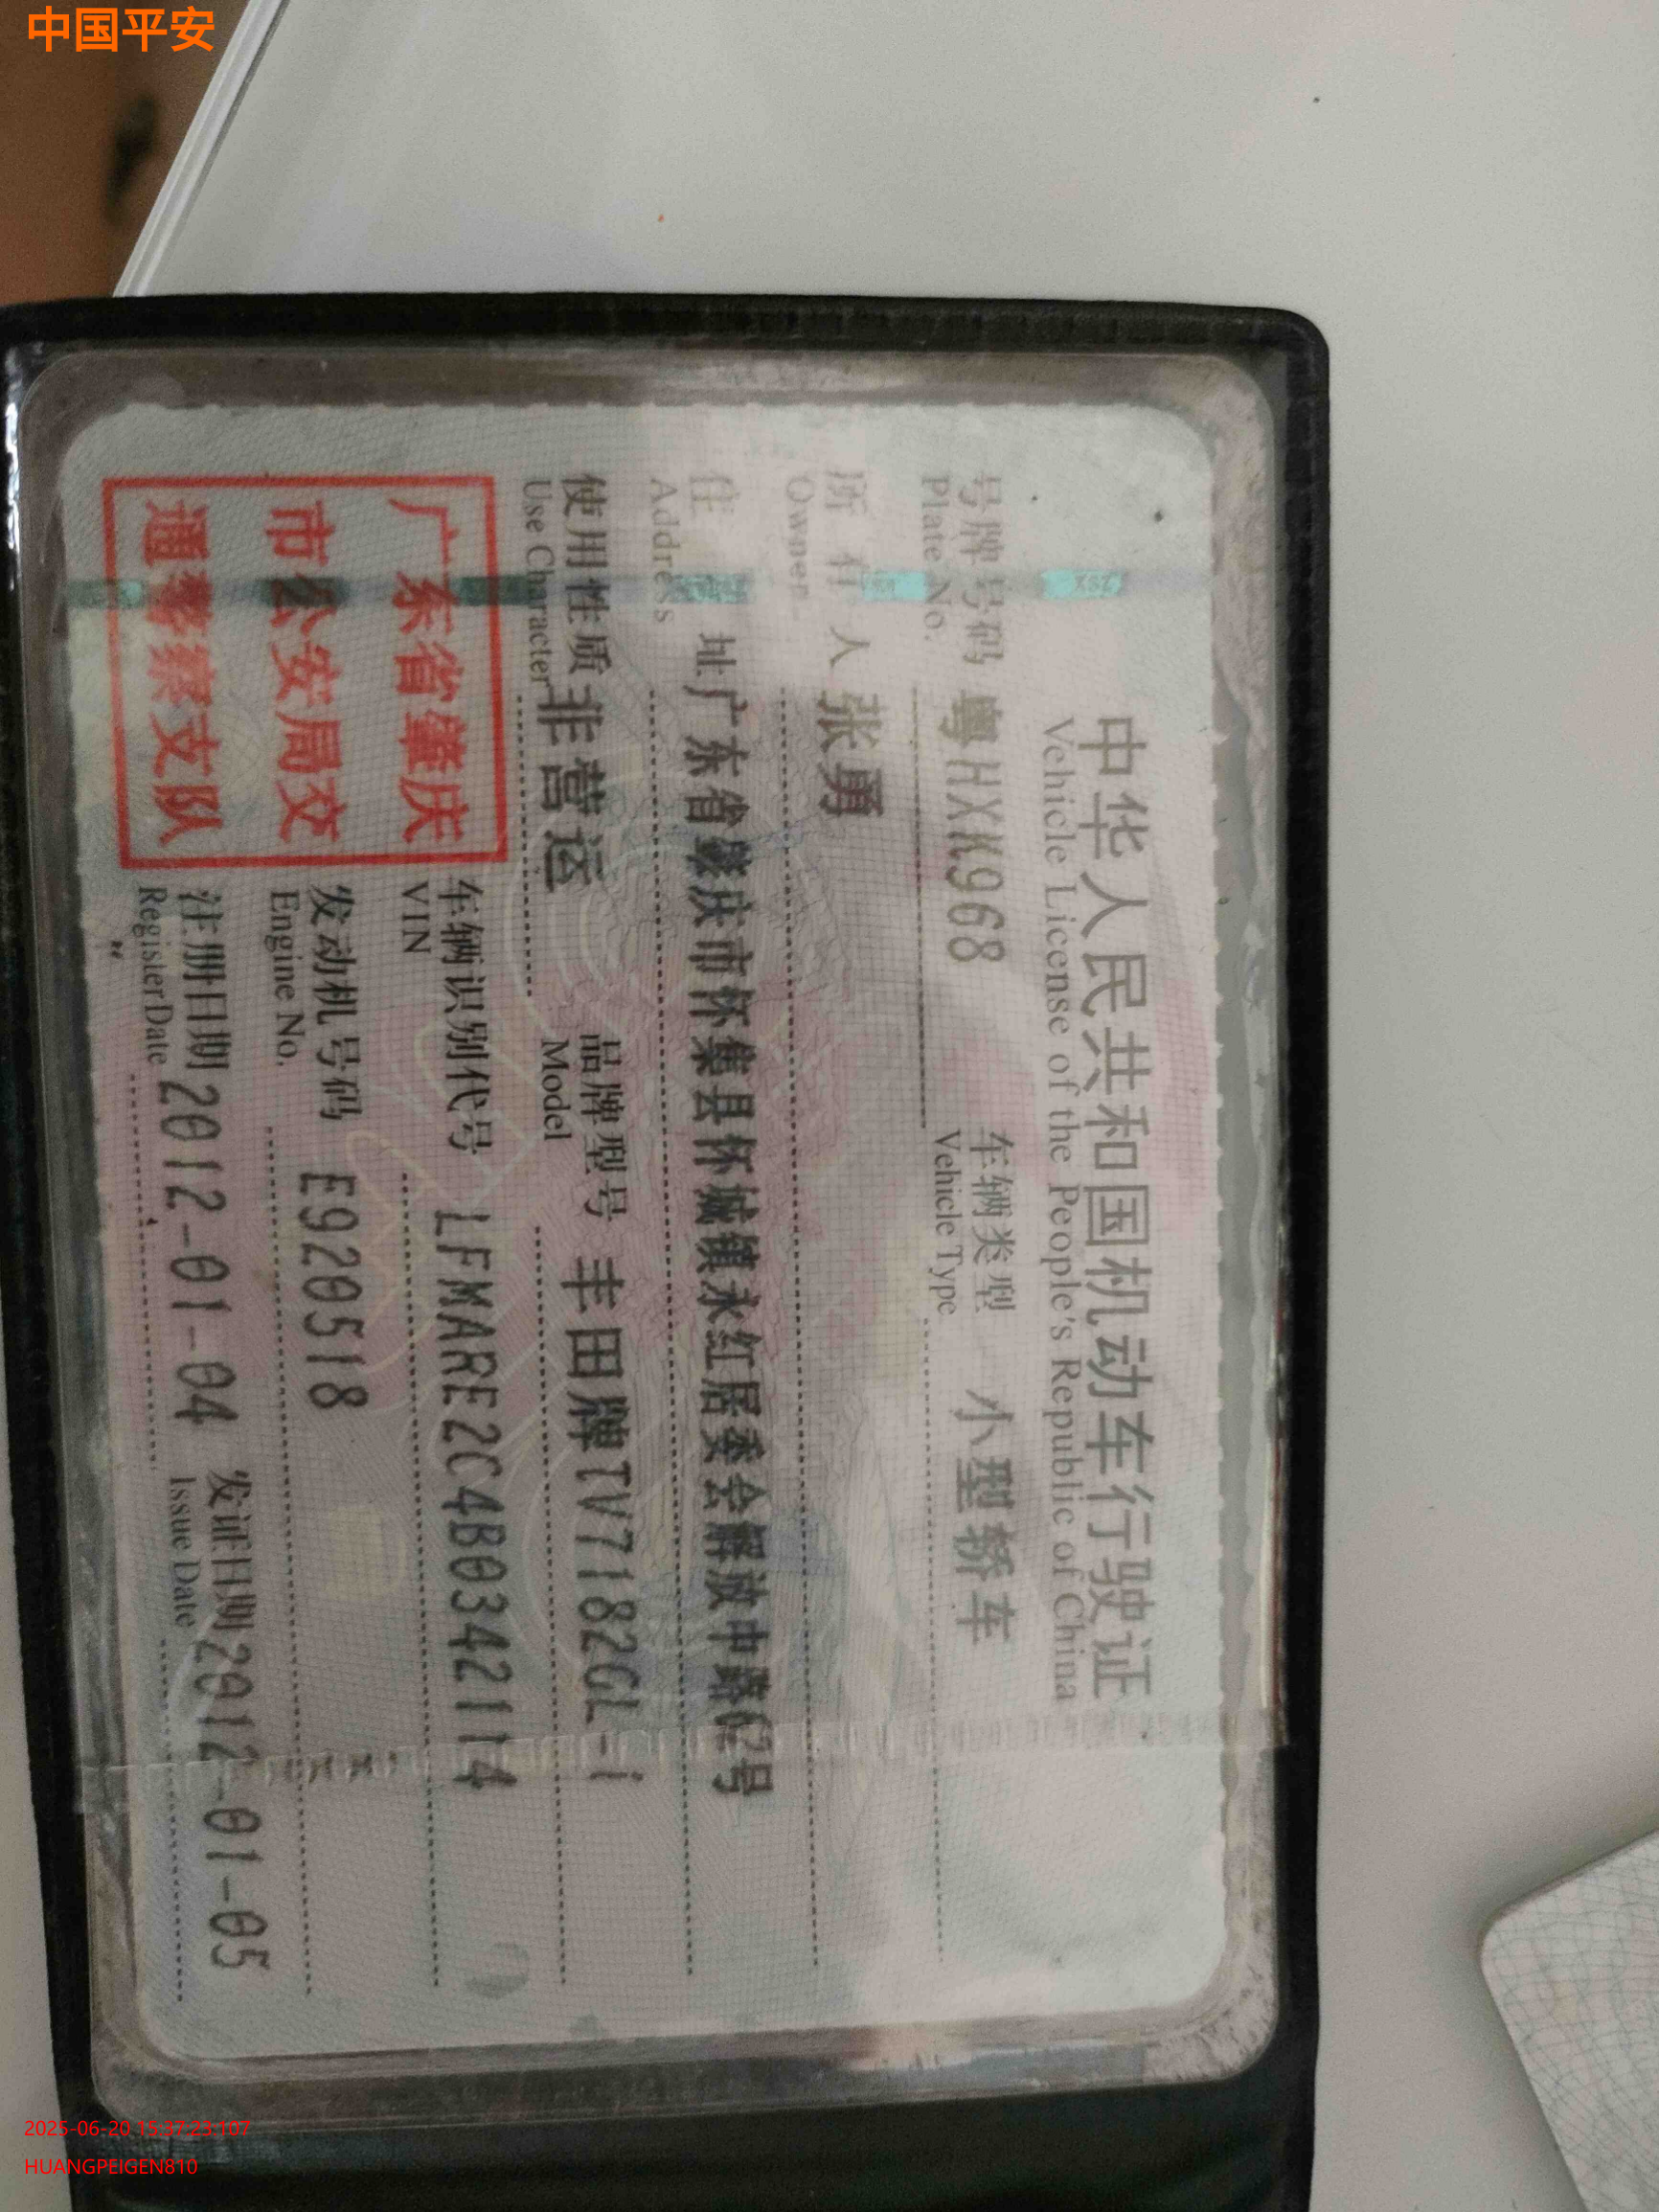 中国平安
中华人民共和国机动车行驶证
Vehicle License of the People's Republic of China
号牌号码 粤HXK968 车辆类型 小型轿车
Plate No. Vehicle Type
所有人 张勇
Owner
住址 广东省肇庆市怀集县怀城镇永红居委会解放中路62号
Address
使用性质 非营运 品牌型号 丰田牌TV7182GL-i
Use Character Model
广东省肇庆
市公安局交
通警察支队
车辆识别代号 LFMARE2C4B0342114
VIN
发动机号码 E920518
Engine No.
注册日期 2012-01-04 发证日期 2012-01-05
Register Date Issue Date
2025-06-20 15:37:23:107
HUANGPEIGEN810